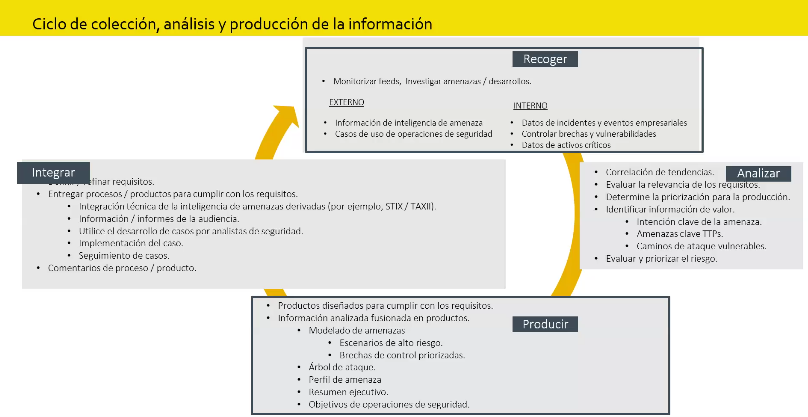 Ciclo de colección, análisis y producción de la información
Recoger
• Monitorizar feeds, Investigar amenazas / desarrollos.
EXTERNO
• Información de inteligencia de amenaza
• Casos de uso de operaciones de seguridad
INTERNO
• Datos de incidentes y eventos empresariales
• Controlar brechas y vulnerabilidades
• Datos de activos críticos
Analizar
• Correlación de tendencias.
• Evaluar la relevancia de los requisitos.
• Determine la priorización para la producción.
• Identificar información de valor.
• Intención clave de la amenaza.
• Amenazas clave TTPs.
• Caminos de ataque vulnerables.
• Evaluar y priorizar el riesgo.
Producir
• Productos diseñados para cumplir con los requisitos.
• Información analizada fusionada en productos.
• Modelado de amenazas
• Escenarios de alto riesgo.
• Brechas de control priorizadas.
• Árbol de ataque.
• Perfil de amenaza
• Resumen ejecutivo.
• Objetivos de operaciones de seguridad.
Integrar
refinar requisitos.
• Entregar procesos / productos para cumplir con los requisitos.
• Integración técnica de la inteligencia de amenazas derivadas (por ejemplo, STIX / TAXII).
• Información / informes de la audiencia.
• Utilice el desarrollo de casos por analistas de seguridad.
• Implementación del caso.
• Seguimiento de casos.
• Comentarios de proceso / producto.